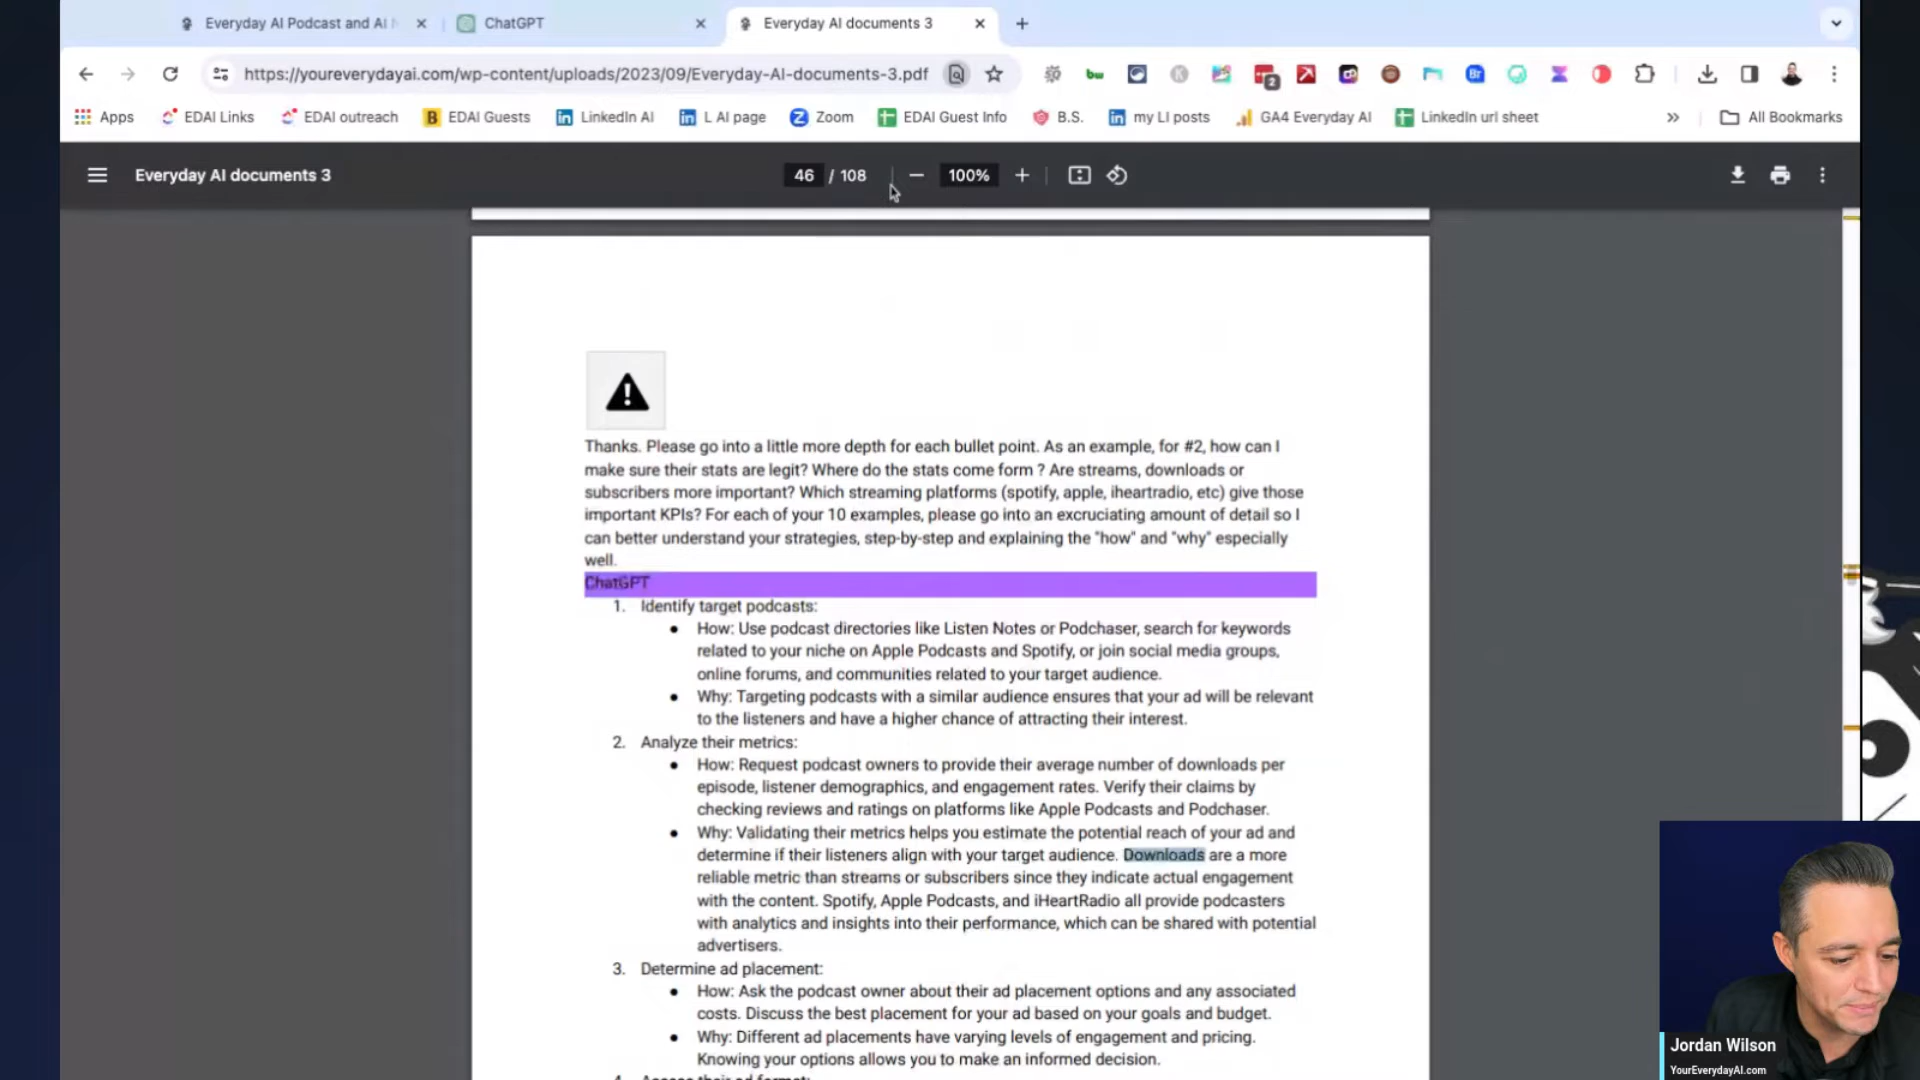 Everyday AI Podcast and AI
ChatGPT
Everyday AI documents 3
https://youreverydayai.com/wp-content/uploads/2023/09/Everyday-AI-documents-3.pdf
bw
2
Br
Apps
EDAI Links
EDAI outreach
B EDAI Guests
in LinkedIn AI
in L AI page
Z Zoom
EDAI Guest Info
B.S.
in my LI posts
GA4 Everyday AI
LinkedIn url sheet
All Bookmarks
Everyday AI documents 3
46 / 108
100%
Thanks. Please go into a little more depth for each bullet point. As an example, for #2, how can I
make sure their stats are legit? Where do the stats come form ? Are streams, downloads or
subscribers more important? Which streaming platforms (spotify, apple, iheartradio, etc) give those
important KPIs? For each of your 10 examples, please go into an excruciating amount of detail so I
can better understand your strategies, step-by-step and explaining the "how" and "why" especially
well.
ChatGPT
1. Identify target podcasts:
● How: Use podcast directories like Listen Notes or Podchaser, search for keywords
related to your niche on Apple Podcasts and Spotify, or join social media groups,
online forums, and communities related to your target audience.
● Why: Targeting podcasts with a similar audience ensures that your ad will be relevant
to the listeners and have a higher chance of attracting their interest.
2. Analyze their metrics:
● How: Request podcast owners to provide their average number of downloads per
episode, listener demographics, and engagement rates. Verify their claims by
checking reviews and ratings on platforms like Apple Podcasts and Podchaser.
● Why: Validating their metrics helps you estimate the potential reach of your ad and
determine if their listeners align with your target audience. Downloads are a more
reliable metric than streams or subscribers since they indicate actual engagement
with the content. Spotify, Apple Podcasts, and iHeartRadio all provide podcasters
with analytics and insights into their performance, which can be shared with potential
advertisers.
3. Determine ad placement:
● How: Ask the podcast owner about their ad placement options and any associated
costs. Discuss the best placement for your ad based on your goals and budget.
● Why: Different ad placements have varying levels of engagement and pricing.
Knowing your options allows you to make an informed decision.
Jordan Wilson
YourEverydayAI.com